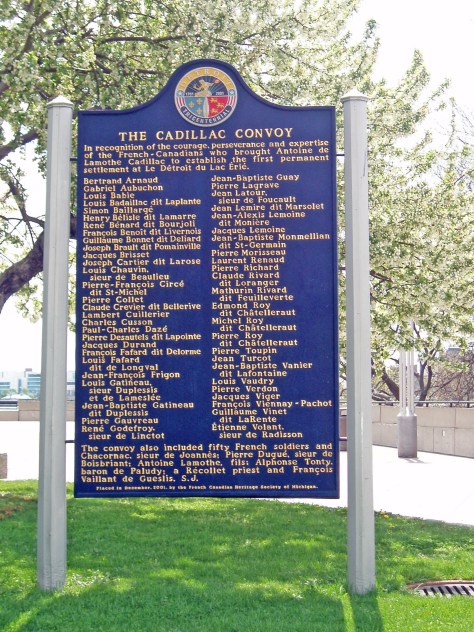 TRICENTENNIAL
THE CADILLAC CONVOY
In recognition of the courage, perseverance and expertise
of the French-Canadians who brought Antoine de
Lamothe Cadillac to establish the first permanent
settlement at Le Détroit du Lac Érié.
Bertrand Arnaud
Gabriel Aubuchon
Louis Babie
Louis Badaillac dit Laplante
Simon Baillargé
Henry Bélisle dit Lamarre
René Bénard dit Bourjoli
François Benoît dit Livernois
Guillaume Bonnet dit Deliard
Joseph Brault dit Pomainville
Jacques Brisset
Joseph Cartier dit Larose
Louis Chauvin,
sieur de Beaulieu
Pierre-François Circé
dit St-Michel
Pierre Collet
Claude Crevier dit Bellerive
Lambert Cuillerier
Charles Cusson
Paul-Charles Dazé
Pierre Desautels dit Lapointe
Jacques Durand
François Fafard dit Delorme
Louis Fafard
dit de Longval
Jean-François Frigon
Louis Gatineau,
sieur Duplessis
et de Lameslée
Jean-Baptiste Gatineau
dit Duplessis
Pierre Gauvreau
René Godefroy,
sieur de Linctot
Jean-Baptiste Guay
Pierre Lagrave
Jean Latour,
sieur de Foucault
Jean Lemire dit Marsolet
Jean-Alexis Lemoine
dit Monière
Jacques Lemoine
Jean-Baptiste Monmellian
dit St-Germain
Pierre Morisseau
Laurent Renaud
Pierre Richard
Claude Rivard
dit Loranger
Mathurin Rivard
dit Feuilleverte
Edmond Roy
dit Châtelleraut
Michel Roy
dit Châtelleraut
Pierre Roy
dit Châtelleraut
Pierre Toupin
Jean Turcot
Jean-Baptiste Vanier
dit Lafontaine
Louis Vaudry
Pierre Verdon
Jacques Viger
François Viennay-Pachot
Guillaume Vinet
dit LaRente
Étienne Volant,
sieur de Radisson
The convoy also included fifty French soldiers and
Chacornac, sieur de Joannès; Pierre Dugué, sieur de
Boisbriant; Antoine Lamothe, fils; Alphonse Tonty,
baron de Paludy; a Récollet priest and François
Vaillant de Gueslis, S.J.
Placed in December, 2001, by the French Canadian Heritage Society of Michigan.